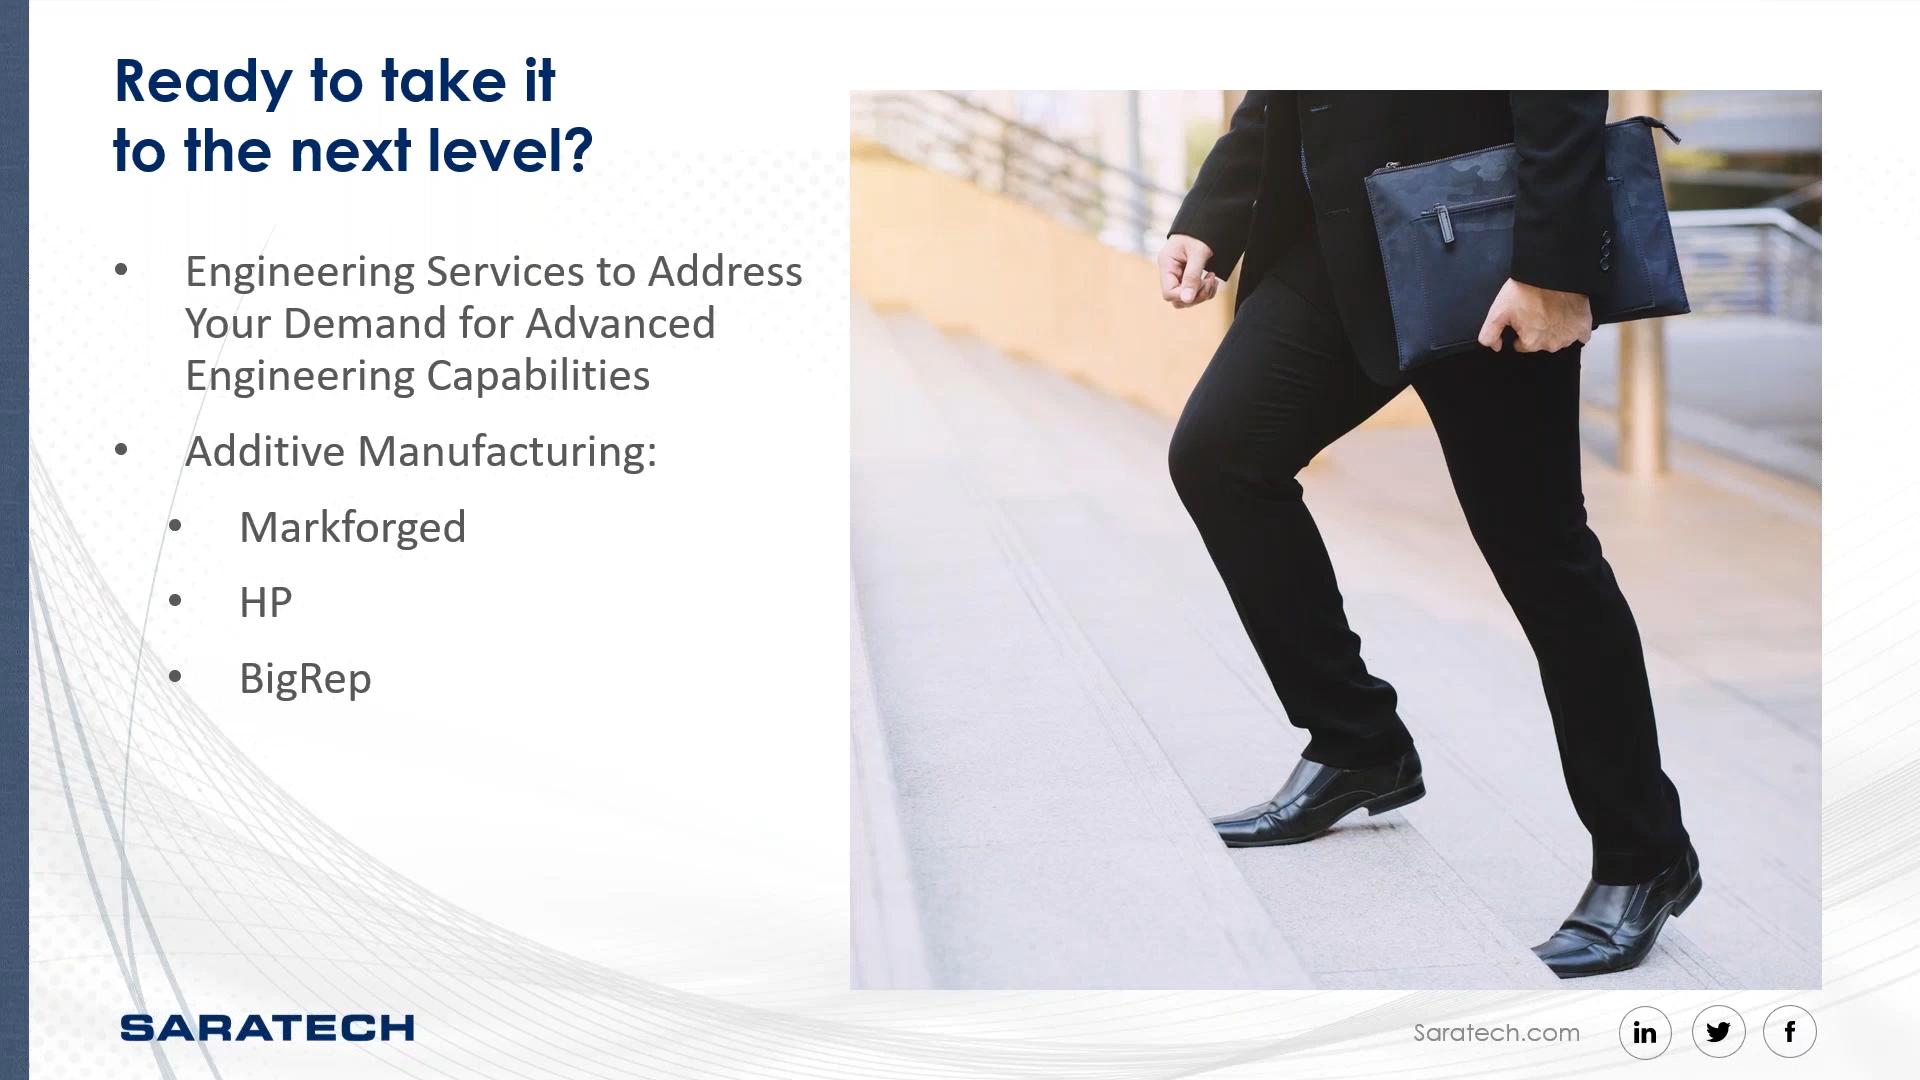 Ready to take it
to the next level?
• Engineering Services to Address
Your Demand for Advanced
Engineering Capabilities
• Additive Manufacturing:
• Markforged
• HP
• BigRep
SARATECH
Saratech.com
in
f